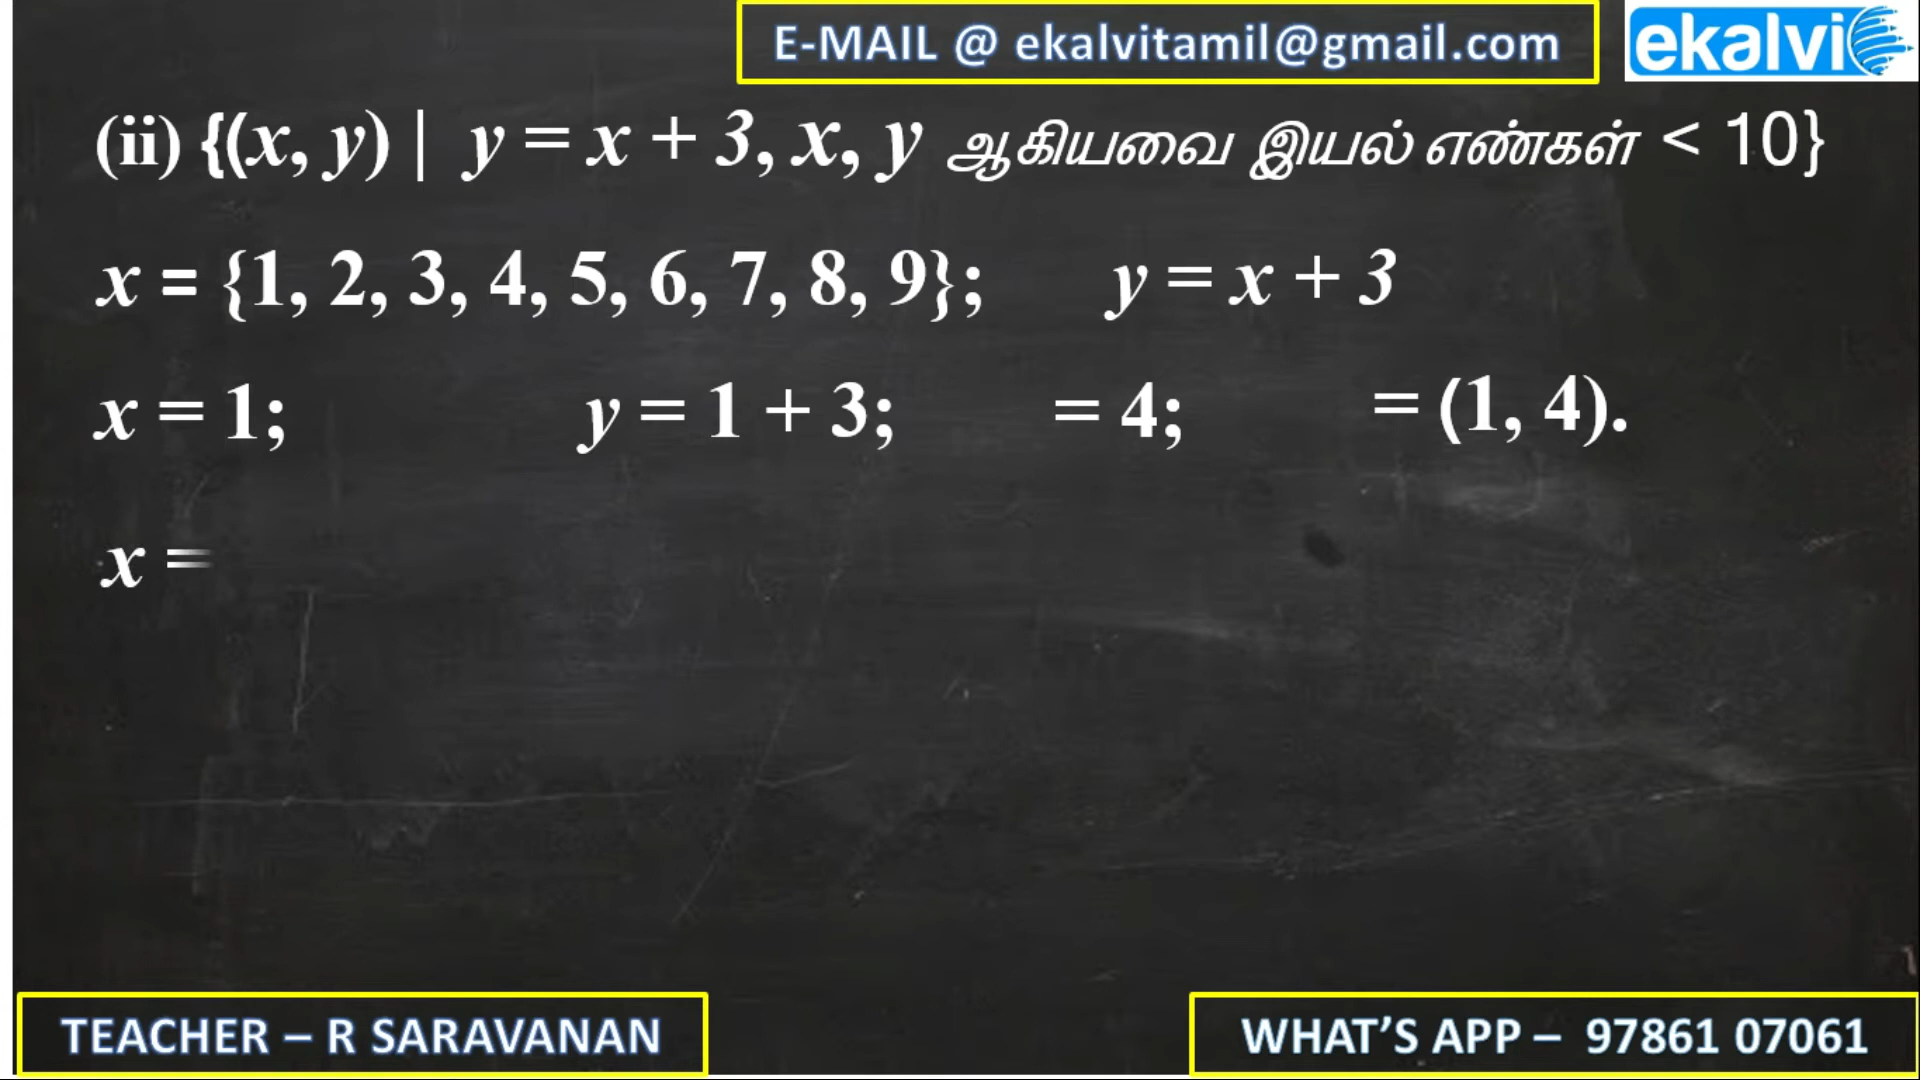 E-MAIL @ ekalvitamil@gmail.com
ekalvi
(ii) {(x, y) | y = x + 3, x, y ஆகியவை இயல் எண்கள் < 10}
x = {1, 2, 3, 4, 5, 6, 7, 8, 9}; y = x + 3
x = 1; y = 1 + 3; = 4; = (1, 4).
x =
TEACHER – R SARAVANAN
WHAT’S APP – 97861 07061